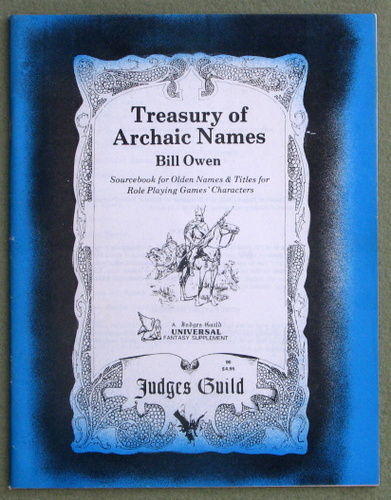 Treasury of
Archaic Names
Bill Owen
Sourcebook for Olden Names & Titles for
Role Playing Games' Characters
A Judges Guild
UNIVERSAL
FANTASY SUPPLEMENT
96
$4.95
Judges Guild